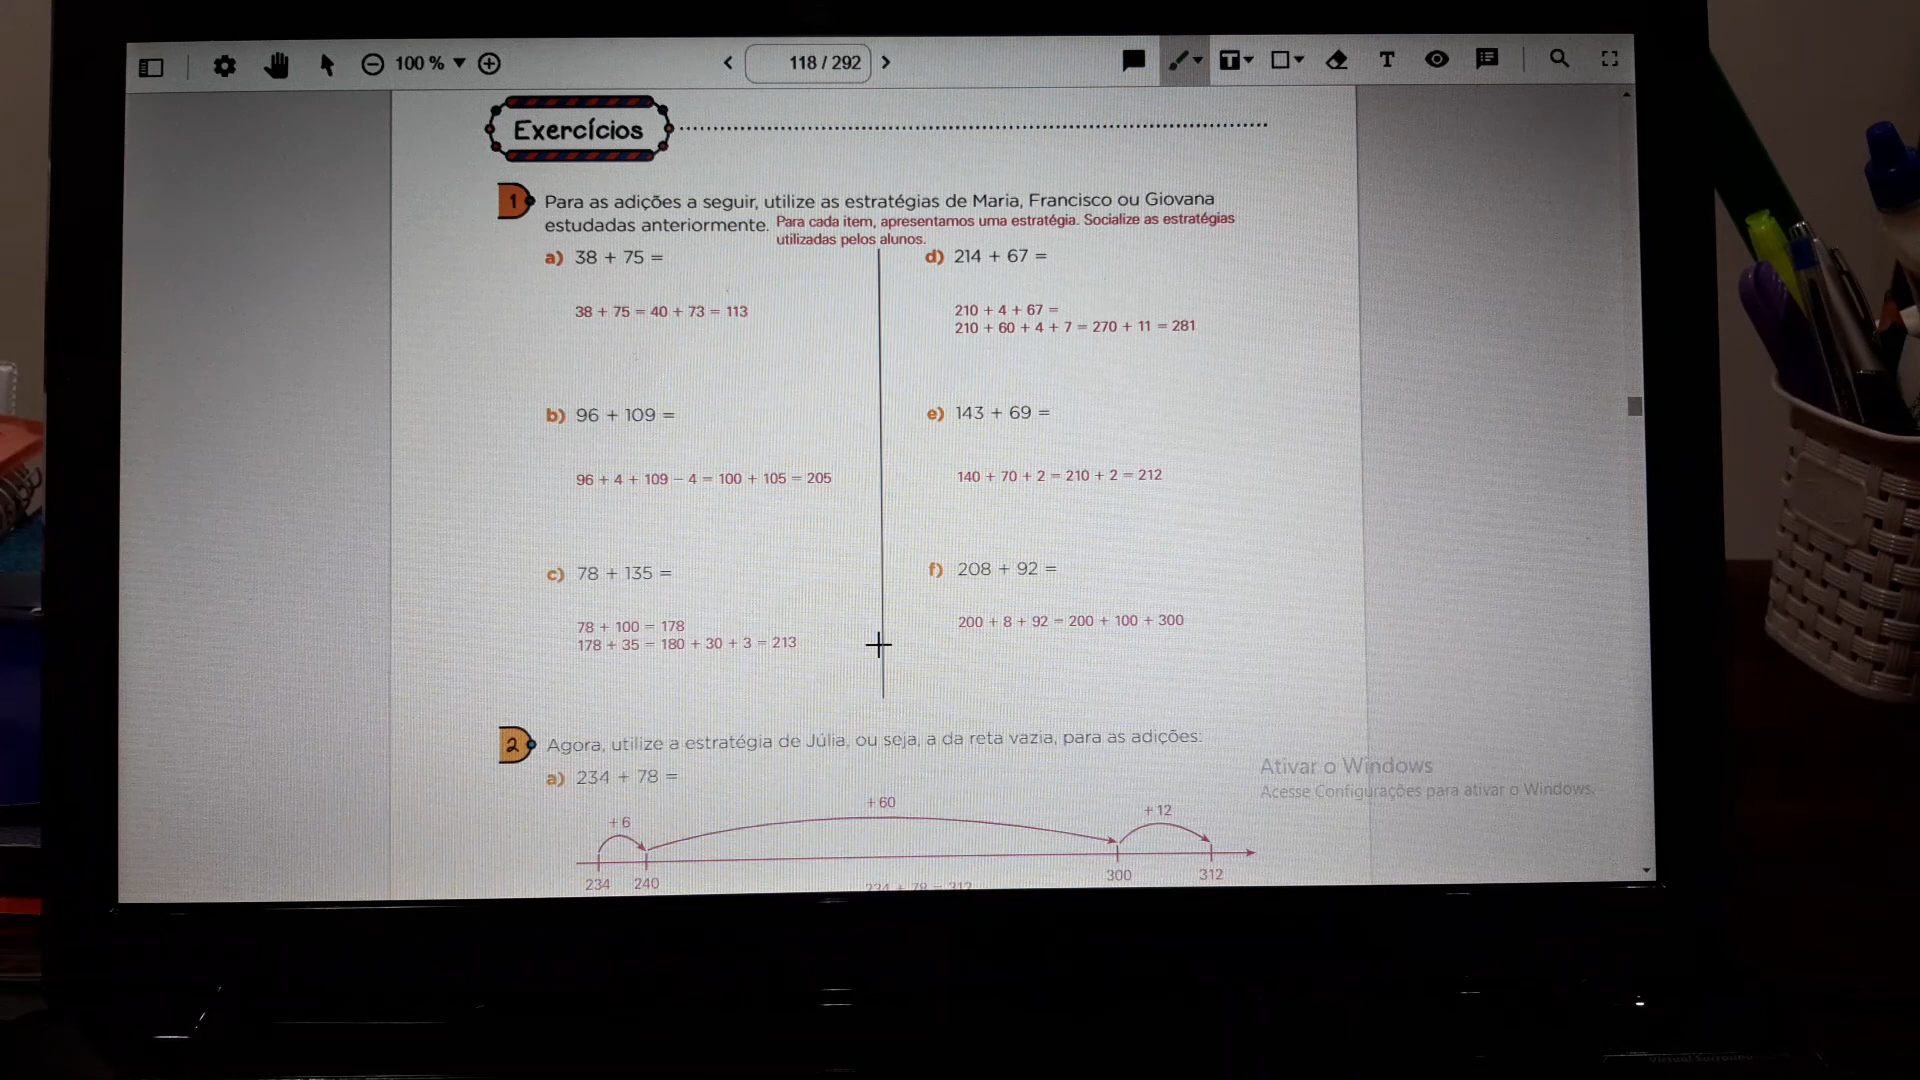 100 %
118 / 292
Exercícios
1 Para as adições a seguir, utilize as estratégias de Maria, Francisco ou Giovana
estudadas anteriormente. Para cada item, apresentamos uma estratégia. Socialize as estratégias
utilizadas pelos alunos.
a) 38 + 75 =
38 + 75 = 40 + 73 = 113
b) 96 + 109 =
96 + 4 + 109 − 4 = 100 + 105 = 205
c) 78 + 135 =
78 + 100 = 178
178 + 35 = 180 + 30 + 3 = 213
d) 214 + 67 =
210 + 4 + 67 =
210 + 60 + 4 + 7 = 270 + 11 = 281
e) 143 + 69 =
140 + 70 + 2 = 210 + 2 = 212
f) 208 + 92 =
200 + 8 + 92 = 200 + 100 + 300
2 Agora, utilize a estratégia de Júlia, ou seja, a da reta vazia, para as adições:
a) 234 + 78 =
+ 6
+ 60
+ 12
234 240 300 312
234 + 78 = 312
Ativar o Windows
Acesse Configurações para ativar o Windows.